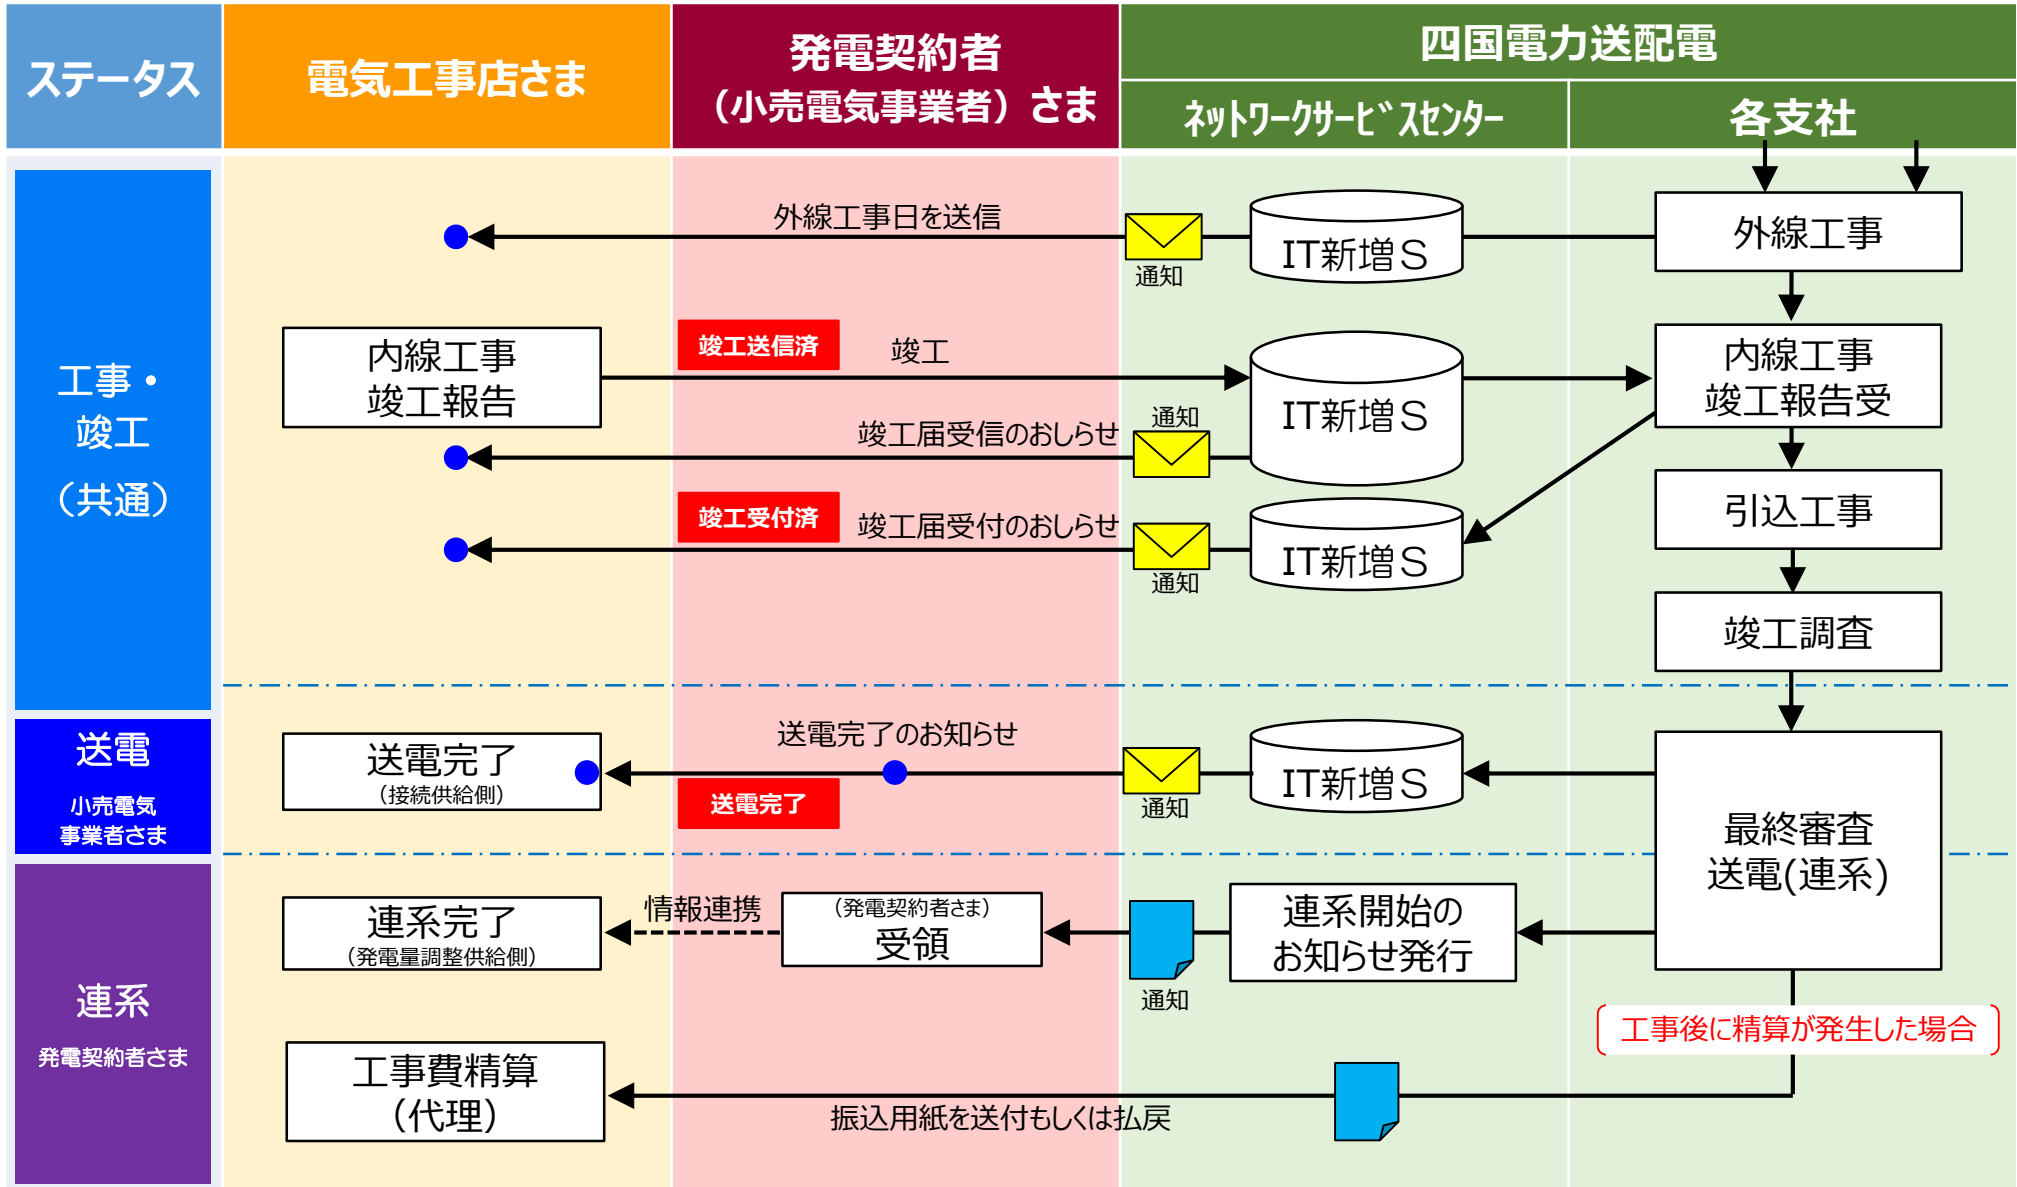 ステータス
電気工事店さま
発電契約者
（小売電気事業者）さま
四国電力送配電
ﾈｯﾄﾜｰｸｻｰﾋﾞｽｾﾝﾀｰ
各支社
工事・
竣工
（共通）
外線工事日を送信
通知
IT新増Ｓ
外線工事
内線工事
竣工報告
竣工送信済
竣工
IT新増Ｓ
内線工事
竣工報告受
竣工届受信のおしらせ
通知
竣工受付済
竣工届受付のおしらせ
通知
IT新増Ｓ
引込工事
竣工調査
送電
小売電気
事業者さま
送電完了
（接続供給側）
送電完了のお知らせ
送電完了
通知
IT新増Ｓ
最終審査
送電(連系)
連系
発電契約者さま
連系完了
（発電量調整供給側）
情報連携
（発電契約者さま）
受領
通知
連系開始の
お知らせ発行
工事後に精算が発生した場合
工事費精算
（代理）
振込用紙を送付もしくは払戻